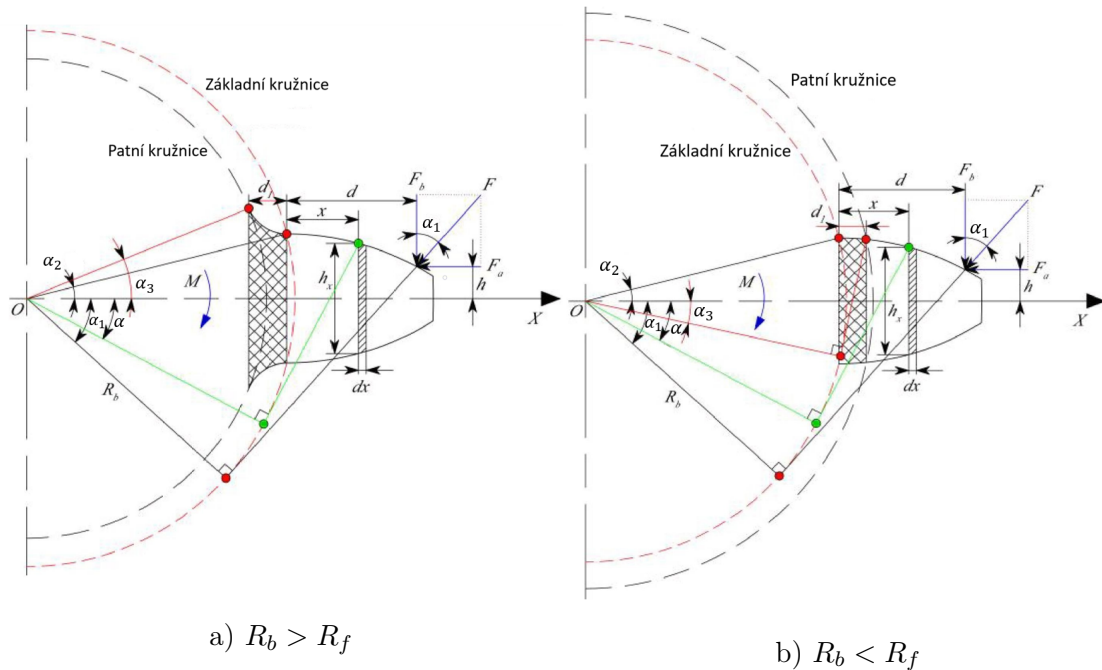 Základní kružnice
Patní kružnice
d₁
d
F_b
F
x
α₁
α₂
α₃
M
h_x
F_a
h
O
α₁
α
X
R_b
dx
a) R_b > R_f
Patní kružnice
Základní kružnice
d
F_b
F
d₁
x
α₁
α₂
M
F_a
h
O
α₃
α₁
α
h_x
X
R_b
dx
b) R_b < R_f